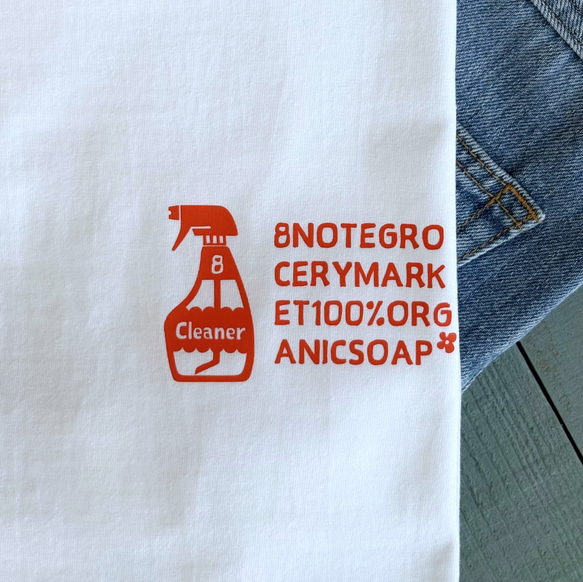 8
Cleaner
8NOTEGRO
CERYMARK
ET100%ORG
ANICSOAP